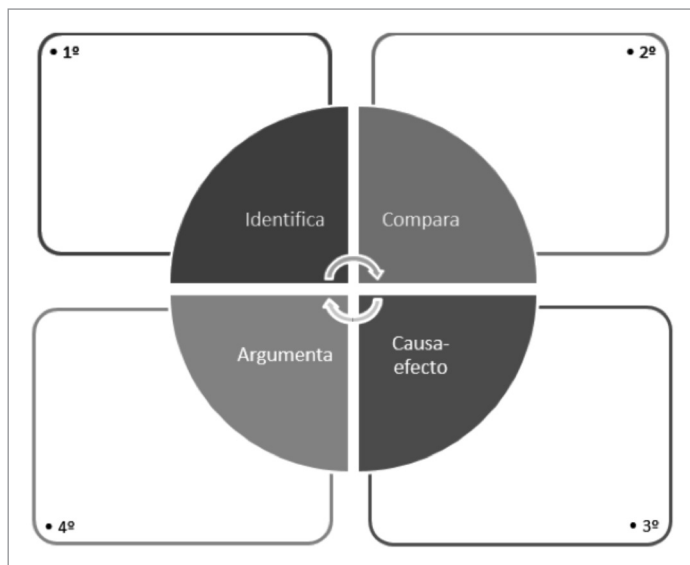 • 1º
• 2º
Identifica
Compara
Argumenta
Causa-
efecto
• 4º
• 3º